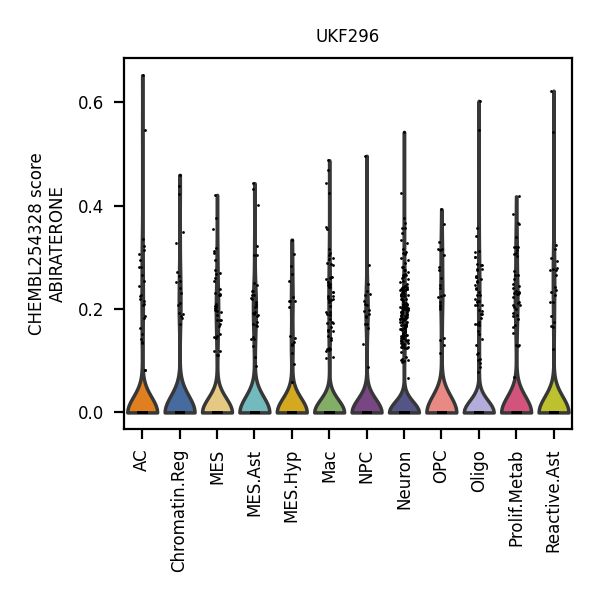 UKF296
CHEMBL254328 score
ABIRATERONE
0.6
0.4
0.2
0.0
AC
Chromatin.Reg
MES
MES.Ast
MES.Hyp
Mac
NPC
Neuron
OPC
Oligo
Prolif.Metab
Reactive.Ast